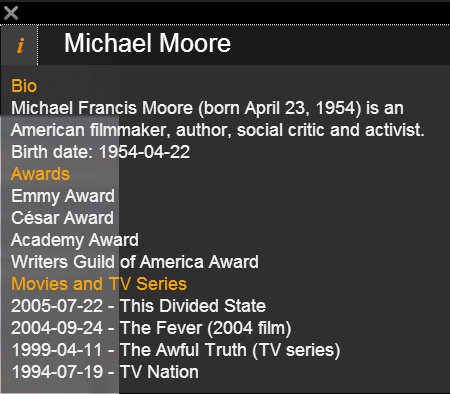 i Michael Moore
Bio
Michael Francis Moore (born April 23, 1954) is an
American filmmaker, author, social critic and activist.
Birth date: 1954-04-22
Awards
Emmy Award
César Award
Academy Award
Writers Guild of America Award
Movies and TV Series
2005-07-22 - This Divided State
2004-09-24 - The Fever (2004 film)
1999-04-11 - The Awful Truth (TV series)
1994-07-19 - TV Nation